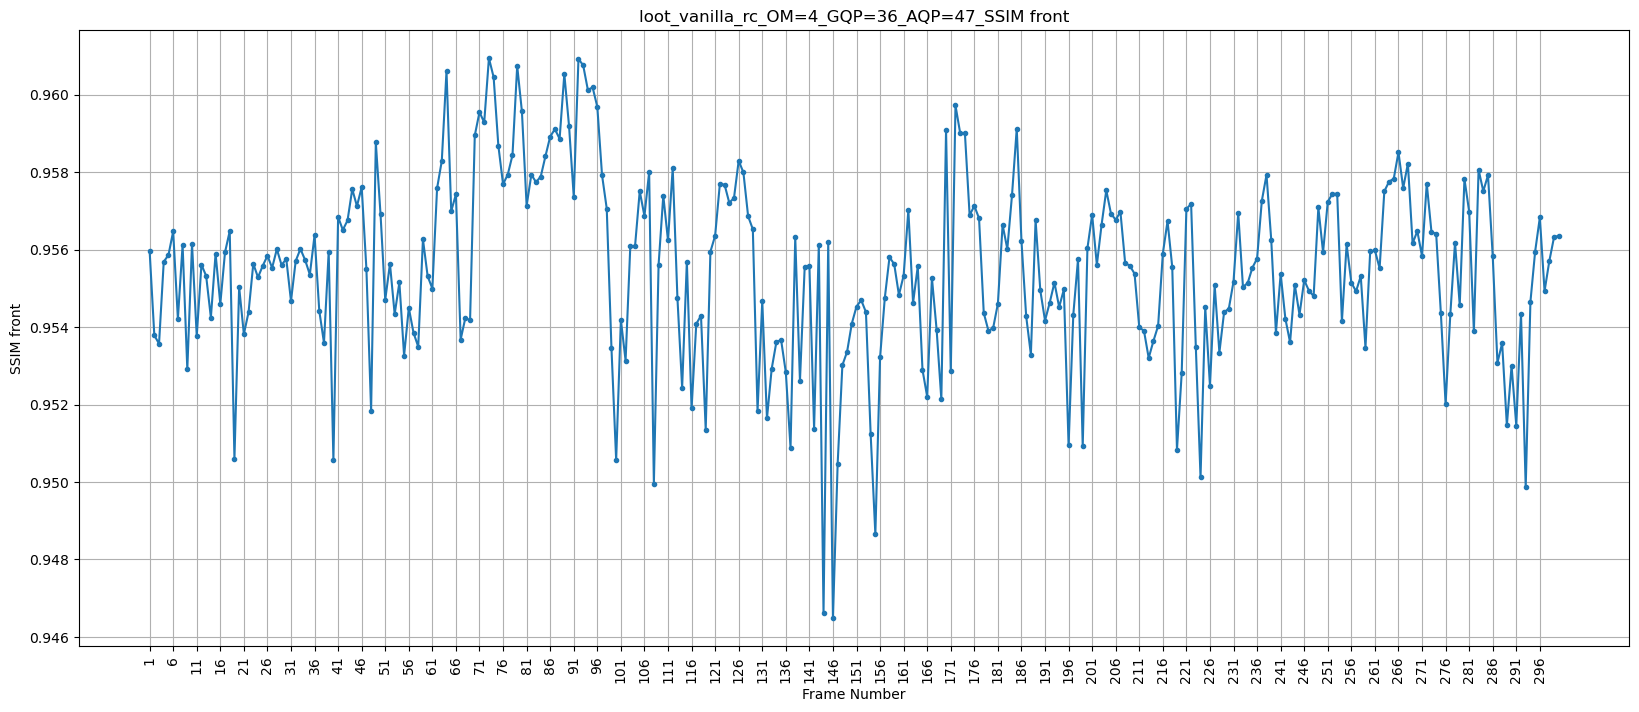 loot_vanilla_rc_OM=4_GQP=36_AQP=47_SSIM front
SSIM front
0.960
0.958
0.956
0.954
0.952
0.950
0.948
0.946
1 6 11 16 21 26 31 36 41 46 51 56 61 66 71 76 81 86 91 96 101 106 111 116 121 126 131 136 141 146 151 156 161 166 171 176 181 186 191 196 201 206 211 216 221 226 231 236 241 246 251 256 261 266 271 276 281 286 291 296
Frame Number